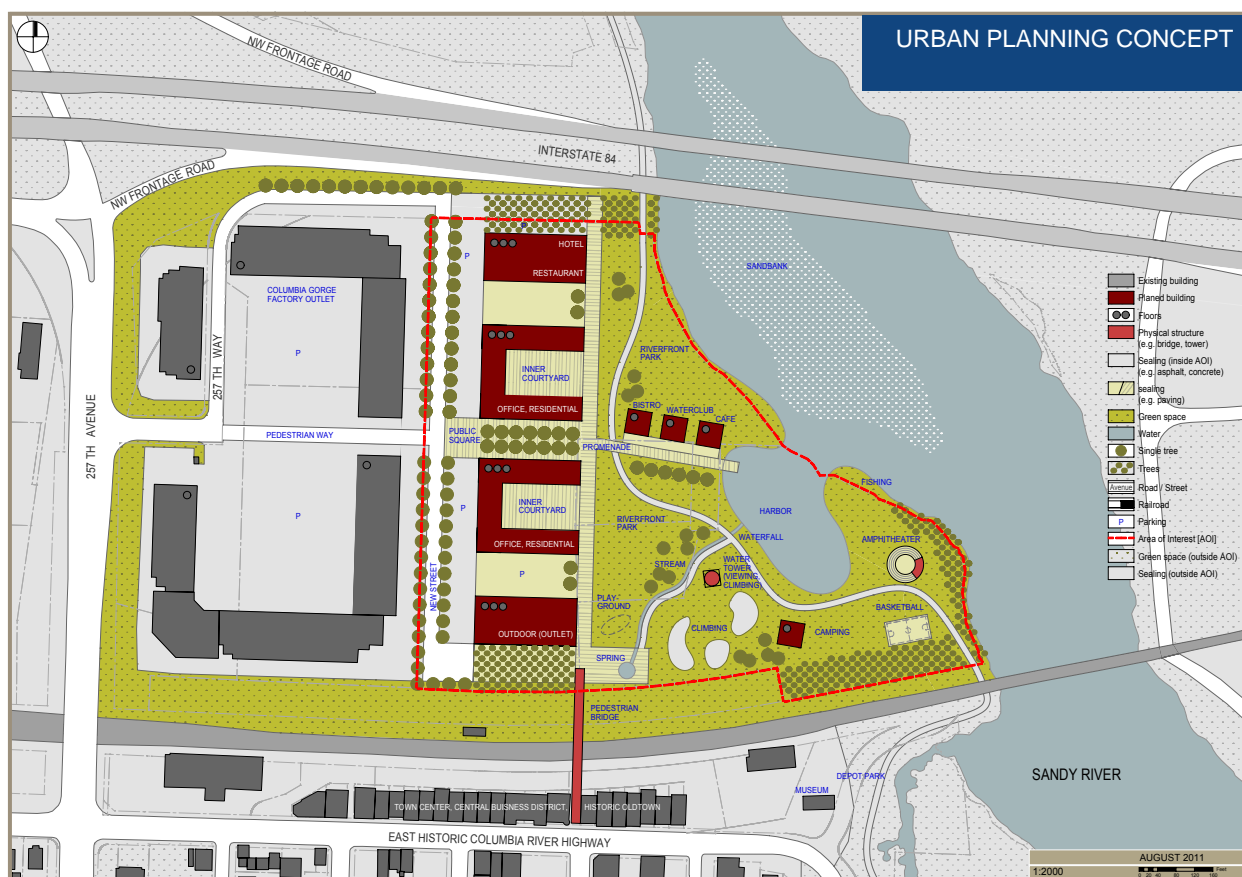 URBAN PLANNING CONCEPT
NW FRONTAGE ROAD
INTERSTATE 84
NW FRONTAGE ROAD
P
HOTEL
P
RESTAURANT
SANDBANK
COLUMBIA GORGE
FACTORY OUTLET
257 TH WAY
P
RIVERFRONT
PARK
INNER
COURTYARD
OFFICE, RESIDENTIAL
BISTRO
WATERCLUB
CAFE
257 TH AVENUE
PEDESTRIAN WAY
PUBLIC
SQUARE
PROMENADE
P
P
INNER
COURTYARD
OFFICE, RESIDENTIAL
RIVERFRONT
PARK
HARBOR
FISHING
WATERFALL
AMPHITHEATER
STREAM
WATER
TOWER
(VIEWING,
CLIMBING)
P
NEW STREET
PLAY-
GROUND
BASKETBALL
CLIMBING
CAMPING
OUTDOOR (OUTLET)
SPRING
PEDESTRIAN
BRIDGE
DEPOT PARK
MUSEUM
SANDY RIVER
TOWN CENTER, CENTRAL BUISNESS DISTRICT, HISTORIC OLDTOWN
EAST HISTORIC COLUMBIA RIVER HIGHWAY
Existing building
Planed building
Floors
Physical structure
(e.g. bridge, tower)
Sealing (inside AOI)
(e.g. asphalt, concrete)
sealing
(e.g. paving)
Green space
Water
Single tree
Trees
Avenue Road / Street
Railroad
P Parking
Area of Interest [AOI]
Green space (outside AOI)
Sealing (outside AOI)
AUGUST 2011
1:2000
0 20 40 80 120 160 Feet